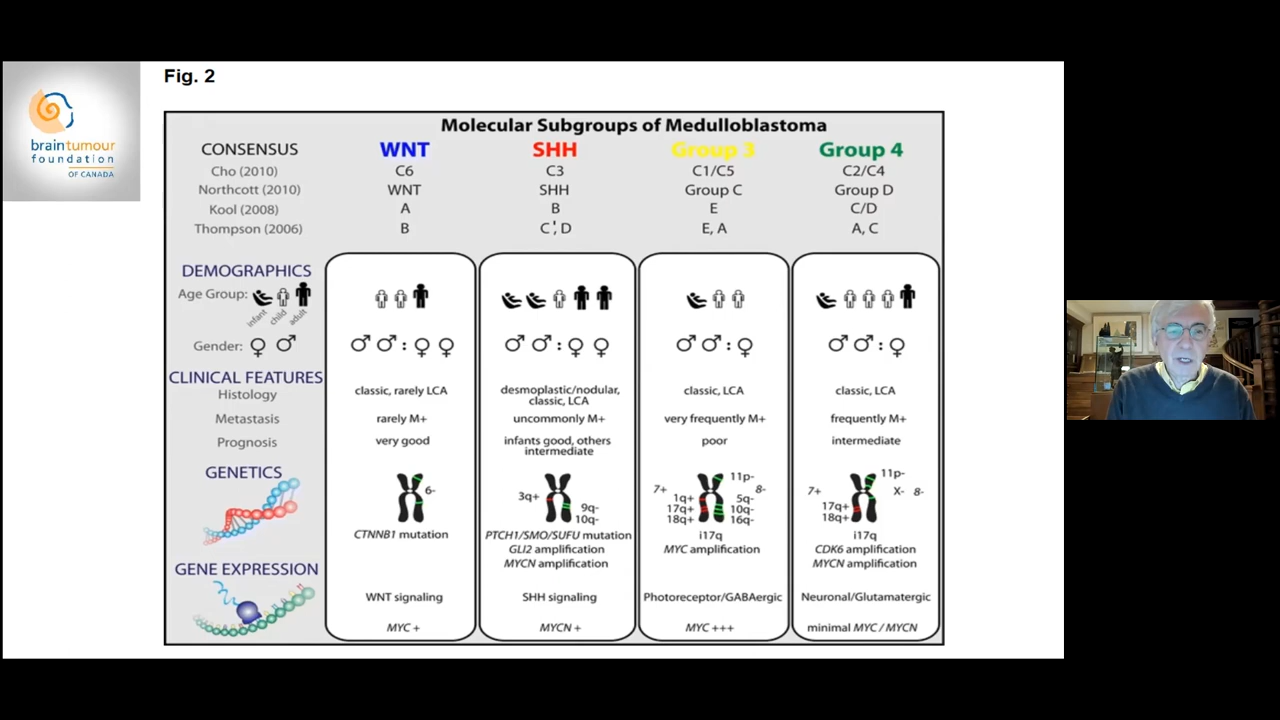 braintumour
foundation
OF CANADA
Fig. 2
Molecular Subgroups of Medulloblastoma
CONSENSUS WNT SHH Group 3 Group 4
Cho (2010) C6 C3 C1/C5 C2/C4
Northcott (2010) WNT SHH Group C Group D
Kool (2008) A B E C/D
Thompson (2006) B C', D E, A A, C
DEMOGRAPHICS
Age Group:
infant child adult
Gender: ♀ ♂ ♂♂:♀♀ ♂♂:♀♀ ♂♂:♀ ♂♂:♀
CLINICAL FEATURES
Histology classic, rarely LCA desmoplastic/nodular, classic, LCA classic, LCA
classic, LCA
Metastasis rarely M+ uncommonly M+ very frequently M+ frequently M+
Prognosis very good infants good, others poor intermediate
intermediate
GENETICS
6- 3q+ 9q- 10q- 7+ 1q+ 17q+ 18q+ 11p- 8- 5q- 10q- 16q- 7+ 17q+ 18q+ 11p- X- 8-
CTNNB1 mutation PTCH1/SMO/SUFU mutation i17q i17q
GLI2 amplification MYC amplification CDK6 amplification
MYCN amplification MYCN amplification
GENE EXPRESSION
WNT signaling SHH signaling Photoreceptor/GABAergic Neuronal/Glutamatergic
MYC + MYCN + MYC +++ minimal MYC / MYCN